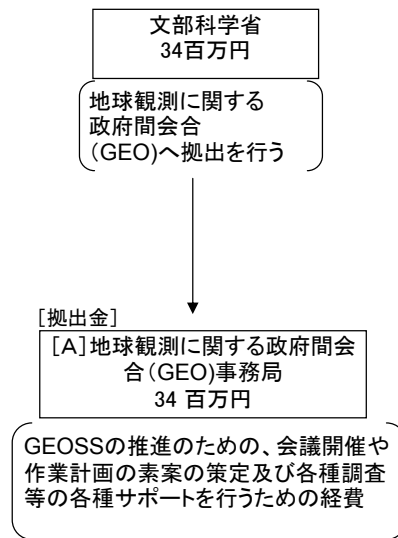 文部科学省
34百万円
地球観測に関する
政府間会合
(GEO)へ拠出を行う
[拠出金]
[A]地球観測に関する政府間会
合(GEO)事務局
34 百万円
GEOSSの推進のための、会議開催や
作業計画の素案の策定及び各種調査
等の各種サポートを行うための経費